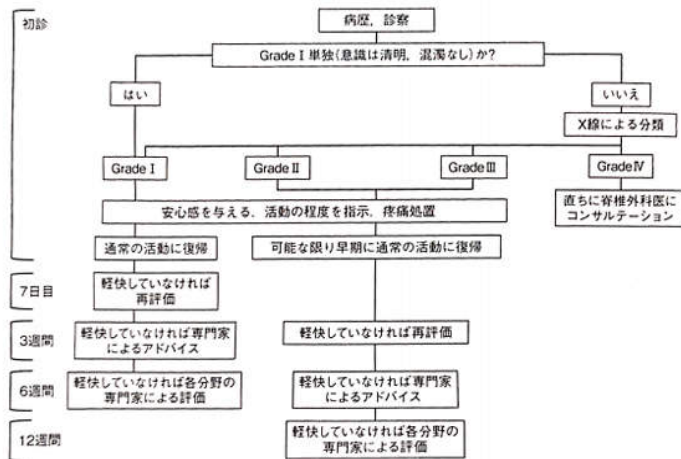 初診
病歴，診察
Grade Ⅰ 単独(意識は清明，混濁なし)か?
はい
いいえ
X線による分類
Grade Ⅰ
Grade Ⅱ
Grade Ⅲ
Grade Ⅳ
安心感を与える，活動の程度を指示，疼痛処置
直ちに脊椎外科医に
コンサルテーション
通常の活動に復帰
可能な限り早期に通常の活動に復帰
7日目
軽快していなければ
再評価
3週間
軽快していなければ専門家
によるアドバイス
軽快していなければ再評価
6週間
軽快していなければ各分野の
専門家による評価
軽快していなければ専門家
によるアドバイス
12週間
軽快していなければ各分野の
専門家による評価